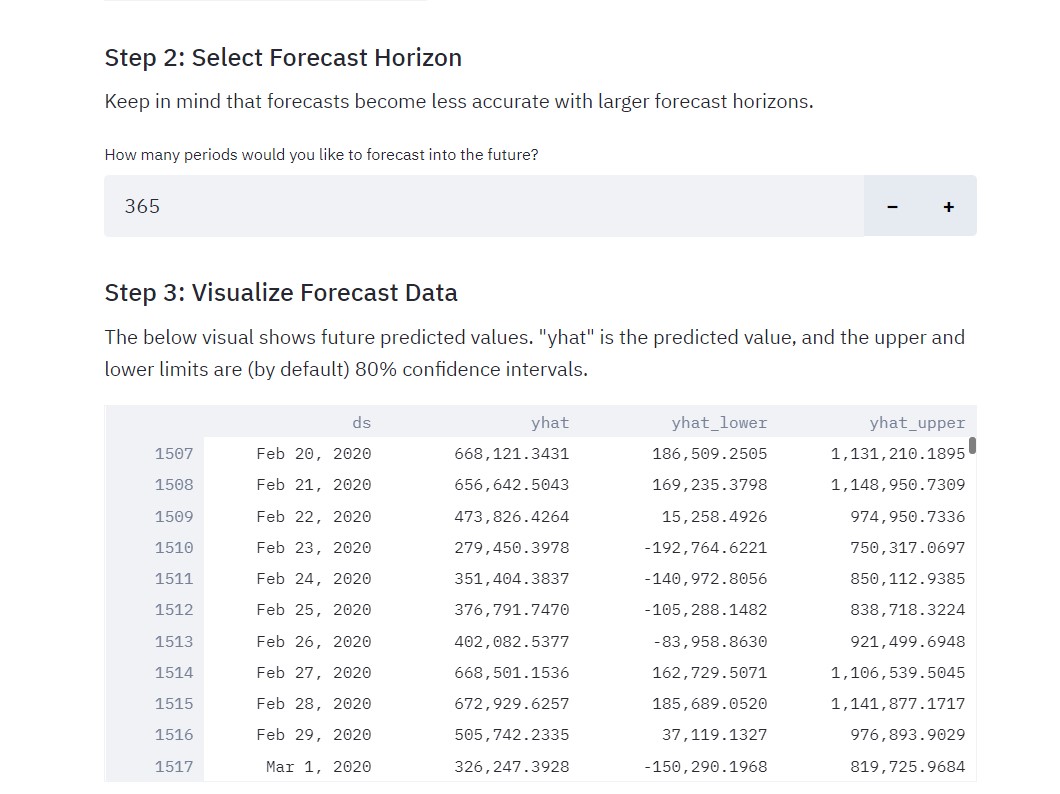 Step 2: Select Forecast Horizon
Keep in mind that forecasts become less accurate with larger forecast horizons.
How many periods would you like to forecast into the future?
365 − +
Step 3: Visualize Forecast Data
The below visual shows future predicted values. "yhat" is the predicted value, and the upper and
lower limits are (by default) 80% confidence intervals.
ds yhat yhat_lower yhat_upper
1507 Feb 20, 2020 668,121.3431 186,509.2505 1,131,210.1895
1508 Feb 21, 2020 656,642.5043 169,235.3798 1,148,950.7309
1509 Feb 22, 2020 473,826.4264 15,258.4926 974,950.7336
1510 Feb 23, 2020 279,450.3978 -192,764.6221 750,317.0697
1511 Feb 24, 2020 351,404.3837 -140,972.8056 850,112.9385
1512 Feb 25, 2020 376,791.7470 -105,288.1482 838,718.3224
1513 Feb 26, 2020 402,082.5377 -83,958.8630 921,499.6948
1514 Feb 27, 2020 668,501.1536 162,729.5071 1,106,539.5045
1515 Feb 28, 2020 672,929.6257 185,689.0520 1,141,877.1717
1516 Feb 29, 2020 505,742.2335 37,119.1327 976,893.9029
1517 Mar 1, 2020 326,247.3928 -150,290.1968 819,725.9684